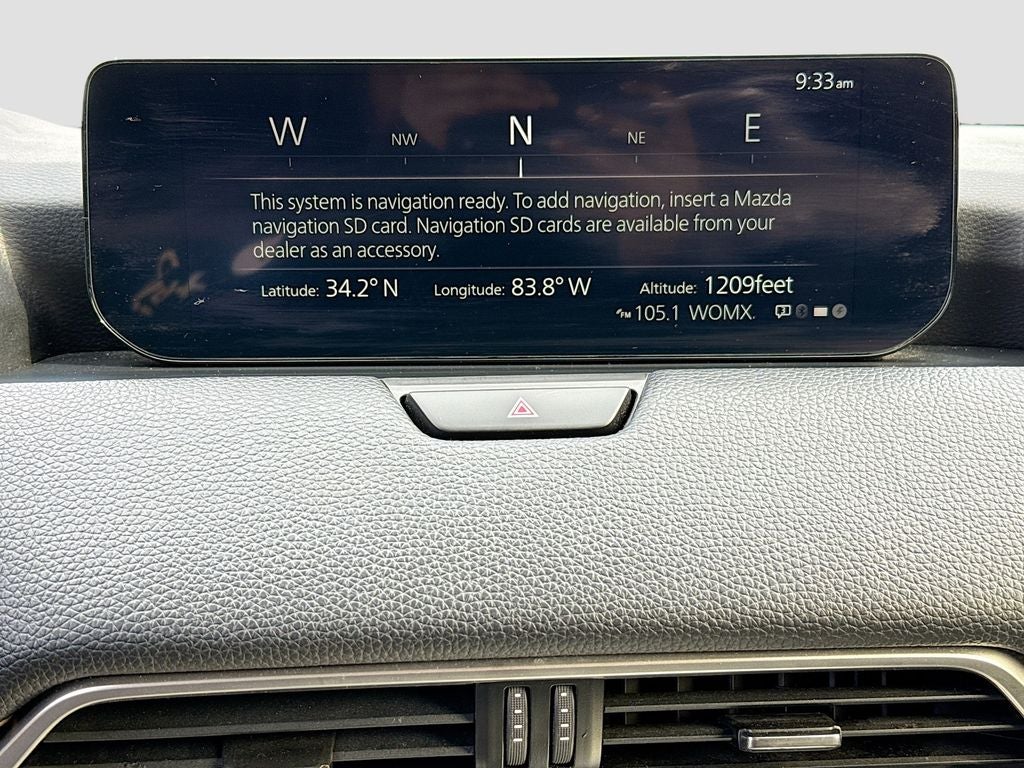 9:33am
W NW N NE E
This system is navigation ready. To add navigation, insert a Mazda
navigation SD card. Navigation SD cards are available from your
dealer as an accessory.
Latitude: 34.2° N Longitude: 83.8° W Altitude: 1209feet
FM 105.1 WOMX